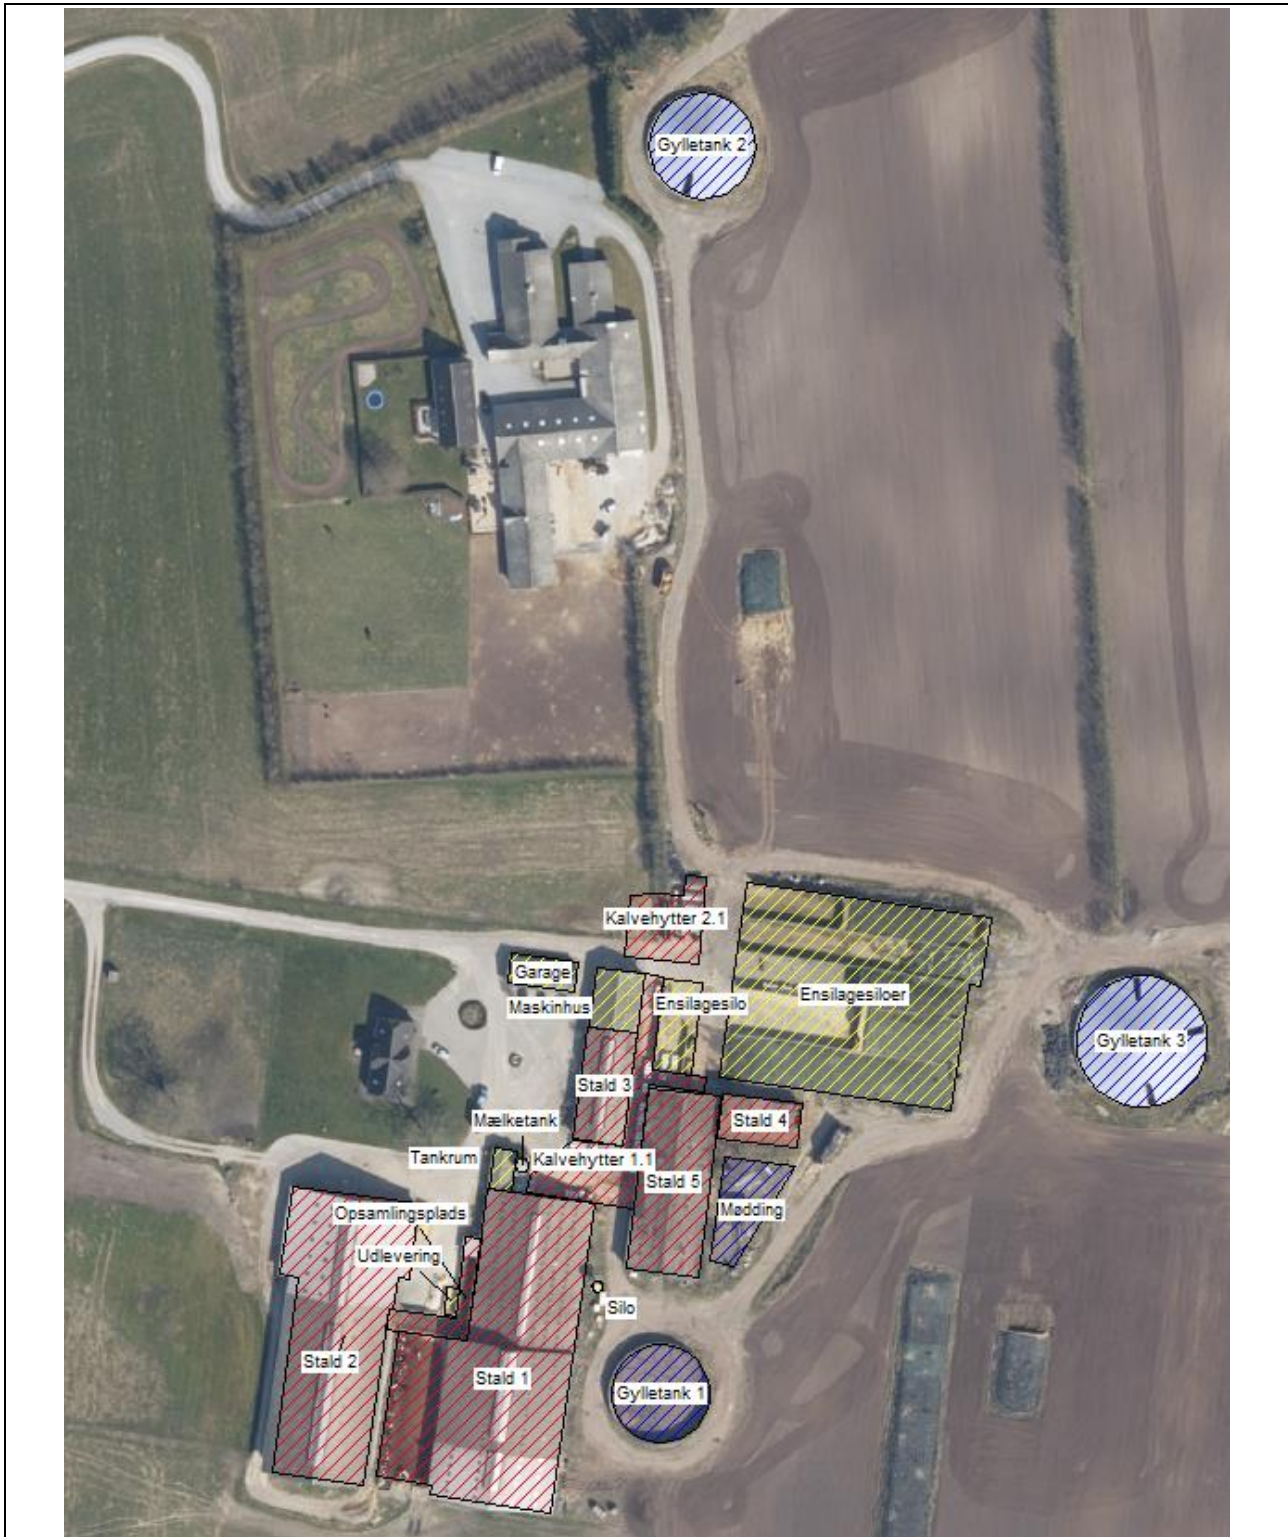 Gylletank 2
Kalvehytter 2.1
Garage
Maskinhus
Ensilagesilo
Ensilagesiloer
Gylletank 3
Stald 3
Mælketank
Stald 4
Tankrum
Kalvehytter 1.1
Stald 5
Opsamlingsplads
Mødding
Udlevering
Silo
Stald 2
Stald 1
Gylletank 1